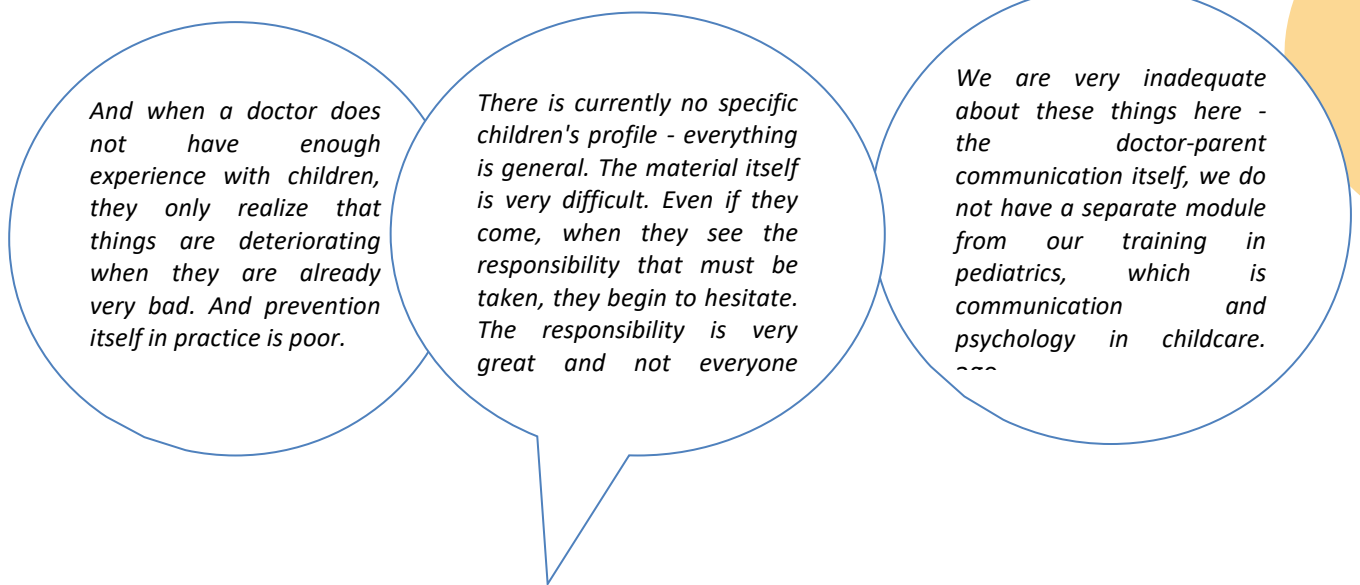 And when a doctor does
not have enough
experience with children,
they only realize that
things are deteriorating
when they are already
very bad. And prevention
itself in practice is poor.
There is currently no specific
children's profile - everything
is general. The material itself
is very difficult. Even if they
come, when they see the
responsibility that must be
taken, they begin to hesitate.
The responsibility is very
great and not everyone
We are very inadequate
about these things here -
the doctor-parent
communication itself, we do
not have a separate module
from our training in
pediatrics, which is
communication and
psychology in childcare.